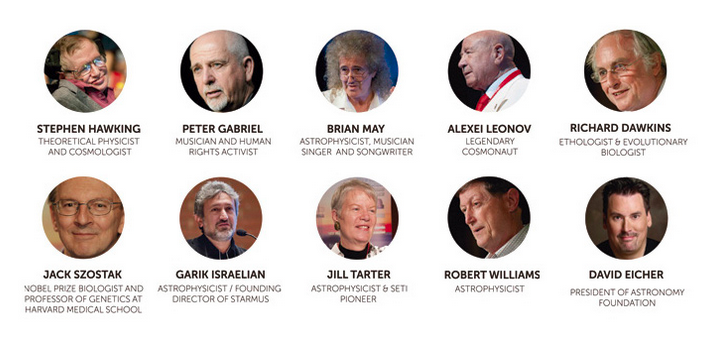 STEPHEN HAWKING
THEORETICAL PHYSICIST
AND COSMOLOGIST
PETER GABRIEL
MUSICIAN AND HUMAN
RIGHTS ACTIVIST
BRIAN MAY
ASTROPHYSICIST, MUSICIAN
SINGER AND SONGWRITER
ALEXEI LEONOV
LEGENDARY
COSMONAUT
RICHARD DAWKINS
ETHOLOGIST & EVOLUTIONARY
BIOLOGIST
JACK SZOSTAK
NOBEL PRIZE BIOLOGIST AND
PROFESSOR OF GENETICS AT
HARVARD MEDICAL SCHOOL
GARIK ISRAELIAN
ASTROPHYSICIST / FOUNDING
DIRECTOR OF STARMUS
JILL TARTER
ASTROPHYSICIST & SETI
PIONEER
ROBERT WILLIAMS
ASTROPHYSICIST
DAVID EICHER
PRESIDENT OF ASTRONOMY
FOUNDATION